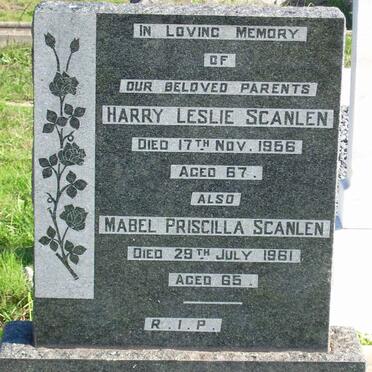 In Loving Memory
of
our beloved parents
Harry Leslie Scanlen
Died 17th Nov. 1956
Aged 67.
Also
Mabel Priscilla Scanlen
Died 29th July 1961
Aged 65.
R.I.P.